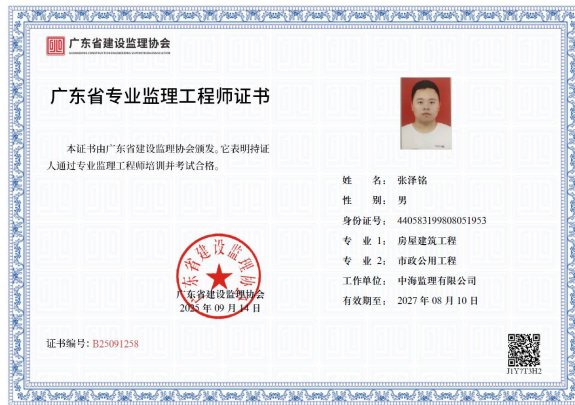 广东省建设监理协会
广东省专业监理工程师证书
本证书由广东省建设监理协会颁发。它表明持证
人通过专业监理工程师培训并考试合格。
姓 名: 张泽铭
性 别: 男
身份证号: 440583199808051953
专 业 1: 房屋建筑工程
专 业 2: 市政公用工程
工作单位: 中海监理有限公司
有效期至: 2027 年 08 月 10 日
广东省建设监理协会
广东省建设监理协会
2025 年 09 月 14 日
证书编号: B25091258
J1Y7T3H2